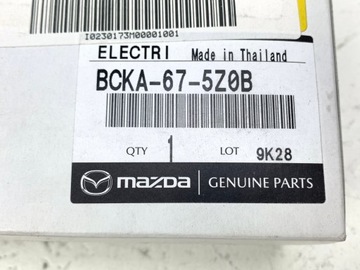 I0230173M00001001
ELECTRI Made in Thailand
BCKA-67-5Z0B
QTY 1 LOT 9K28
mazda GENUINE PARTS